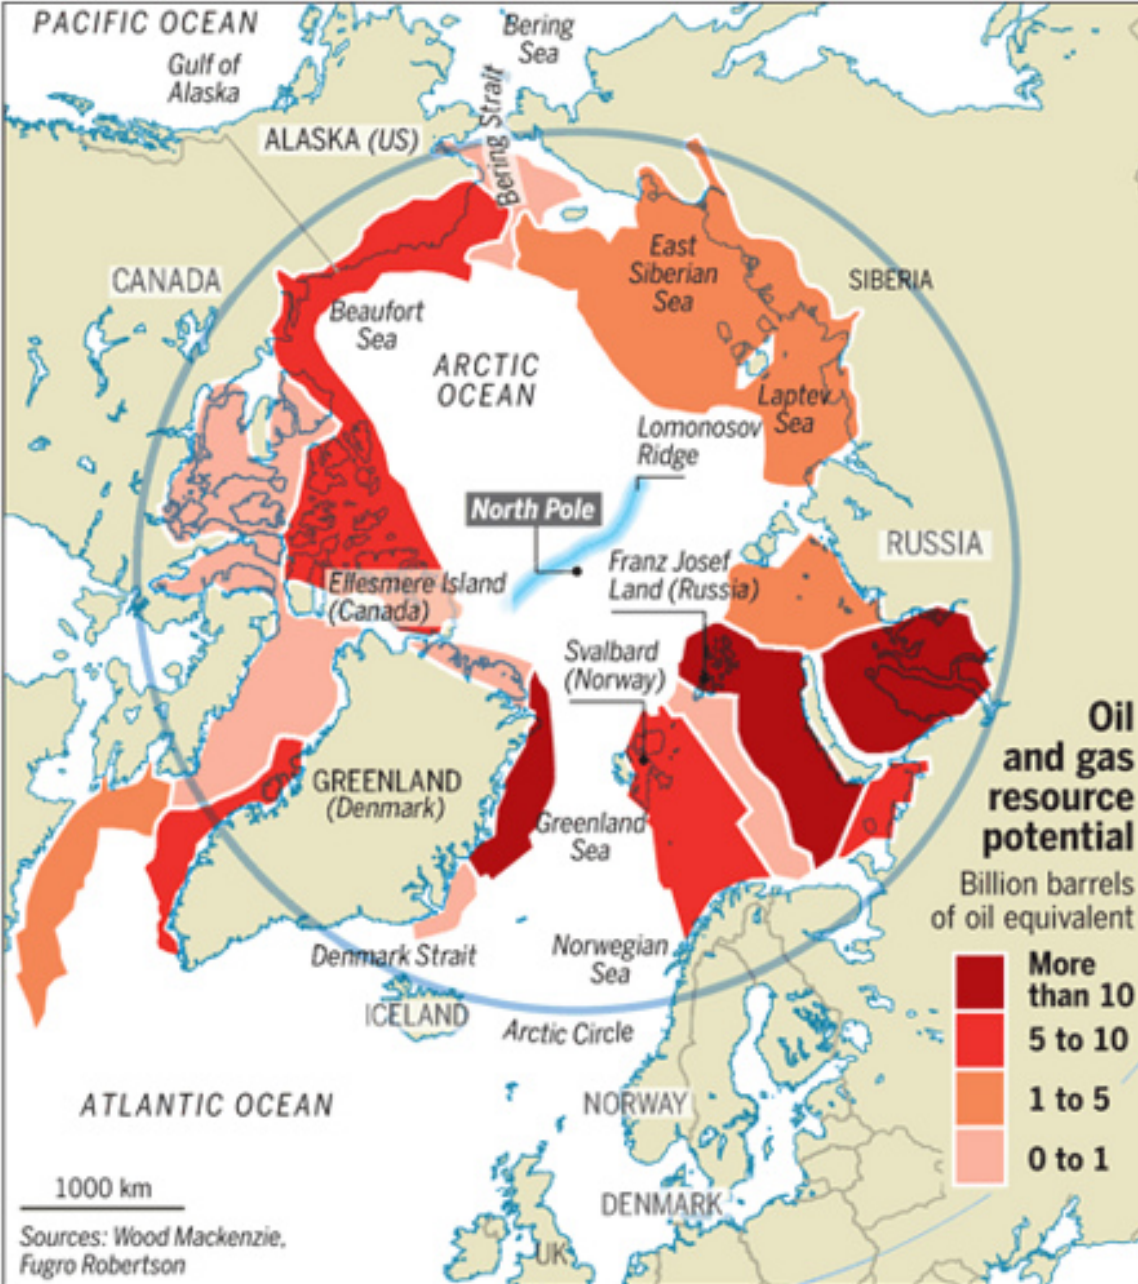 PACIFIC OCEAN
Gulf of
Alaska
Bering
Sea
Bering Strait
ALASKA (US)
CANADA
Beaufort
Sea
ARCTIC
OCEAN
East
Siberian
Sea
SIBERIA
Laptev
Sea
Lomonosov
Ridge
North Pole
RUSSIA
Franz Josef
Land (Russia)
Ellesmere Island
(Canada)
Svalbard
(Norway)
GREENLAND
(Denmark)
Greenland
Sea
Denmark Strait
Norwegian
Sea
ICELAND
Arctic Circle
ATLANTIC OCEAN
NORWAY
DENMARK
UK
Oil
and gas
resource
potential
Billion barrels
of oil equivalent
More
than 10
5 to 10
1 to 5
0 to 1
1000 km
Sources: Wood Mackenzie,
Fugro Robertson